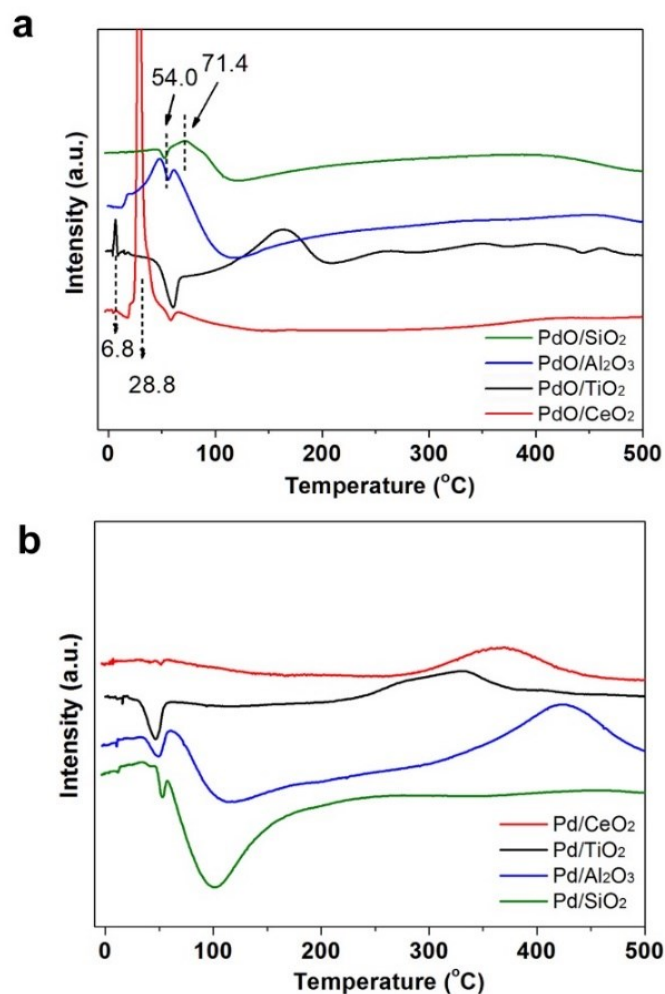 a
54.0
71.4
6.8
28.8
Intensity (a.u.)
PdO/SiO₂
PdO/Al₂O₃
PdO/TiO₂
PdO/CeO₂
0 100 200 300 400 500
Temperature (°C)
b
Intensity (a.u.)
Pd/CeO₂
Pd/TiO₂
Pd/Al₂O₃
Pd/SiO₂
0 100 200 300 400 500
Temperature (°C)